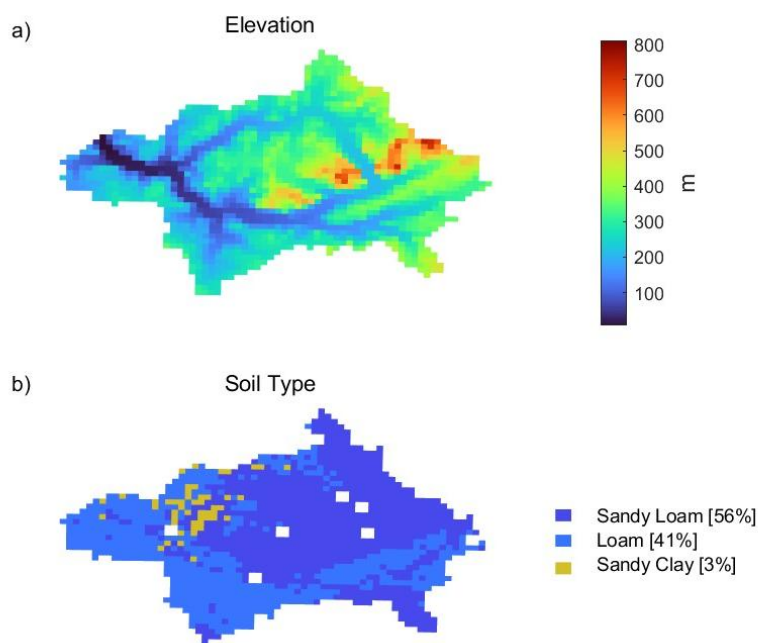 a)
Elevation
800
700
600
500
400
300
200
100
m
b)
Soil Type
Sandy Loam [56%]
Loam [41%]
Sandy Clay [3%]